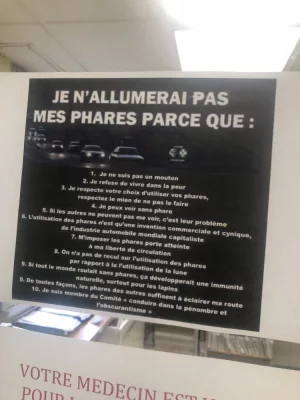 JE N'ALLUMERAI PAS
MES PHARES PARCE QUE :
1. Je ne suis pas un mouton
2. Je refuse de vivre dans la peur
3. Je respecte votre choix d'utiliser vos phares,
respectez le mien de ne pas le faire
4. Je peux voir sans phare
5. Si les autres ne peuvent pas me voir, c'est leur problème
6. L'utilisation des phares n'est qu'une invention commerciale et cynique,
de l'industrie automobile mondiale capitaliste
7. M'imposer les phares porte atteinte
à ma liberté de circulation
8. On n'a pas de recul sur l'utilisation des phares
par rapport à la l'utilisation de la lune
9. Si tout le monde roulait sans phares, ça développerait une immunité
naturelle, surtout pour les lapins
9. De toutes façons, les phares des autres suffisent à éclairer ma route
10. Je suis membre du Comité « conduire dans la pénombre et
l'obscurantisme »
VOTRE MEDECIN EST
POUR